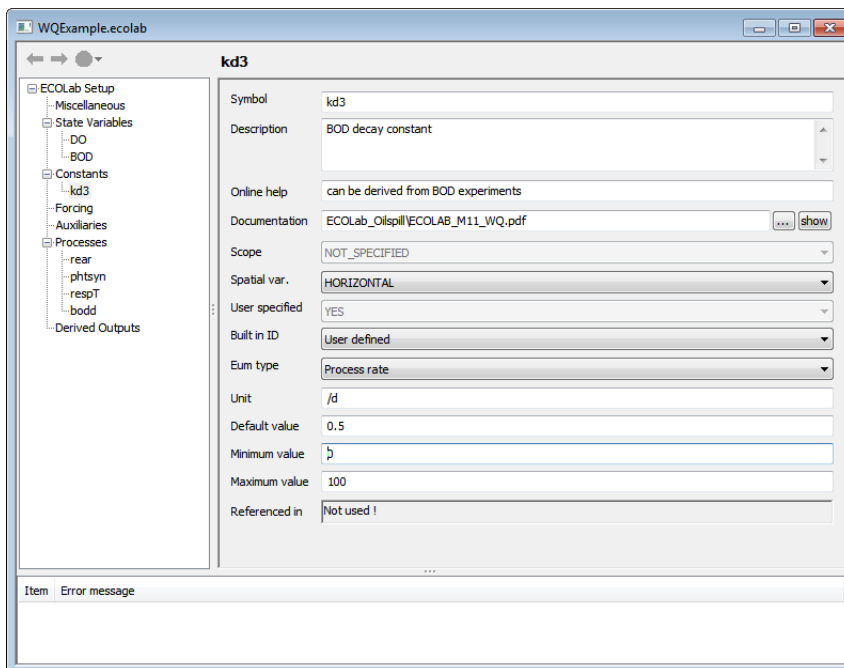 WQExample.ecolab
kd3
ECOLab Setup
Miscellaneous
State Variables
DO
BOD
Constants
kd3
Forcing
Auxiliaries
Processes
rear
phtsyn
respT
bodd
Derived Outputs
Symbol kd3
Description BOD decay constant
Online help can be derived from BOD experiments
Documentation ECOLab_Oilspill\ECOLAB_M11_WQ.pdf ... show
Scope NOT_SPECIFIED
Spatial var. HORIZONTAL
User specified YES
Built in ID User defined
Eum type Process rate
Unit /d
Default value 0.5
Minimum value 0
Maximum value 100
Referenced in Not used !
Item Error message